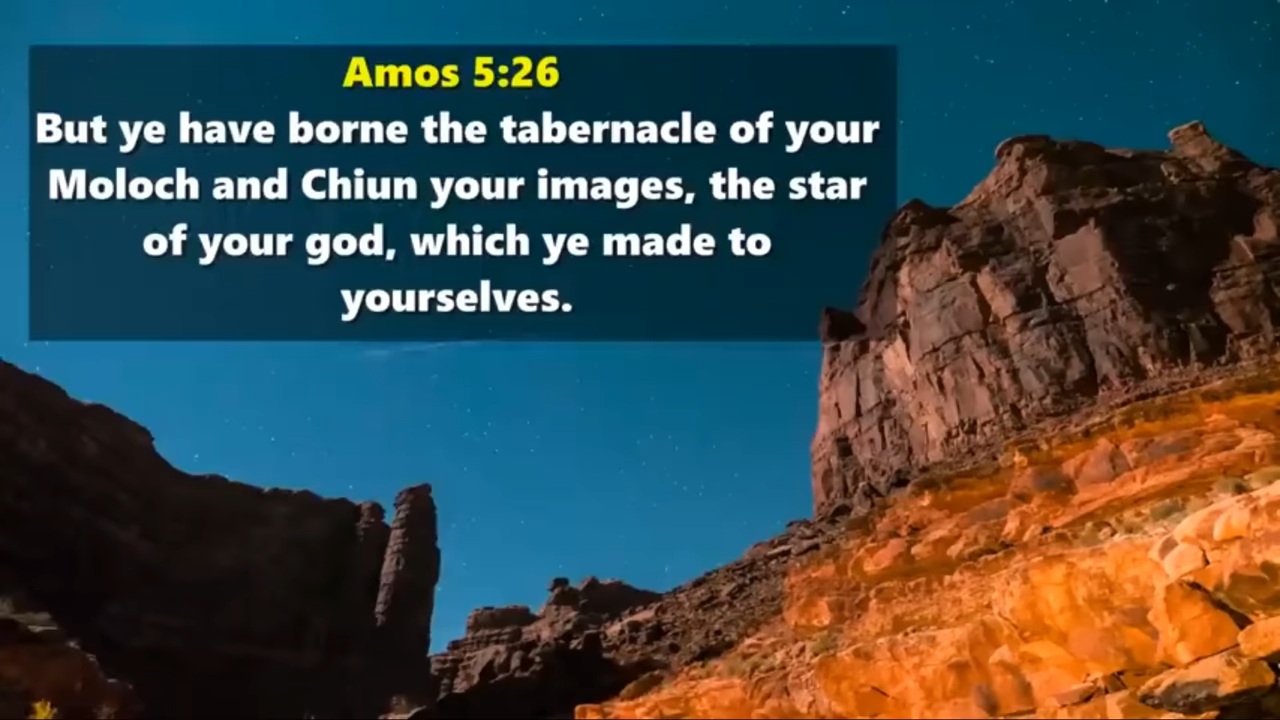 Amos 5:26
But ye have borne the tabernacle of your
Moloch and Chiun your images, the star
of your god, which ye made to
yourselves.